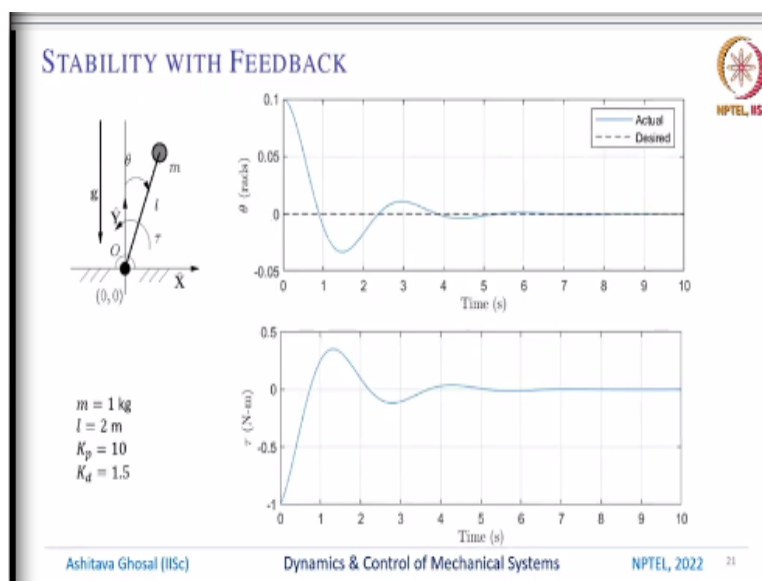 STABILITY WITH FEEDBACK
NPTEL, IIS
θ
m
g
l
Ŷ
τ
O
X̂
(0,0)
m = 1 kg
l = 2 m
K_p = 10
K_d = 1.5
0.1
0.05
0
-0.05
θ (rads)
Actual
Desired
0 1 2 3 4 5 6 7 8 9 10
Time (s)
0.5
0
-0.5
-1
τ (N-m)
0 1 2 3 4 5 6 7 8 9 10
Time (s)
Ashitava Ghosal (IISc) Dynamics & Control of Mechanical Systems NPTEL, 2022 21